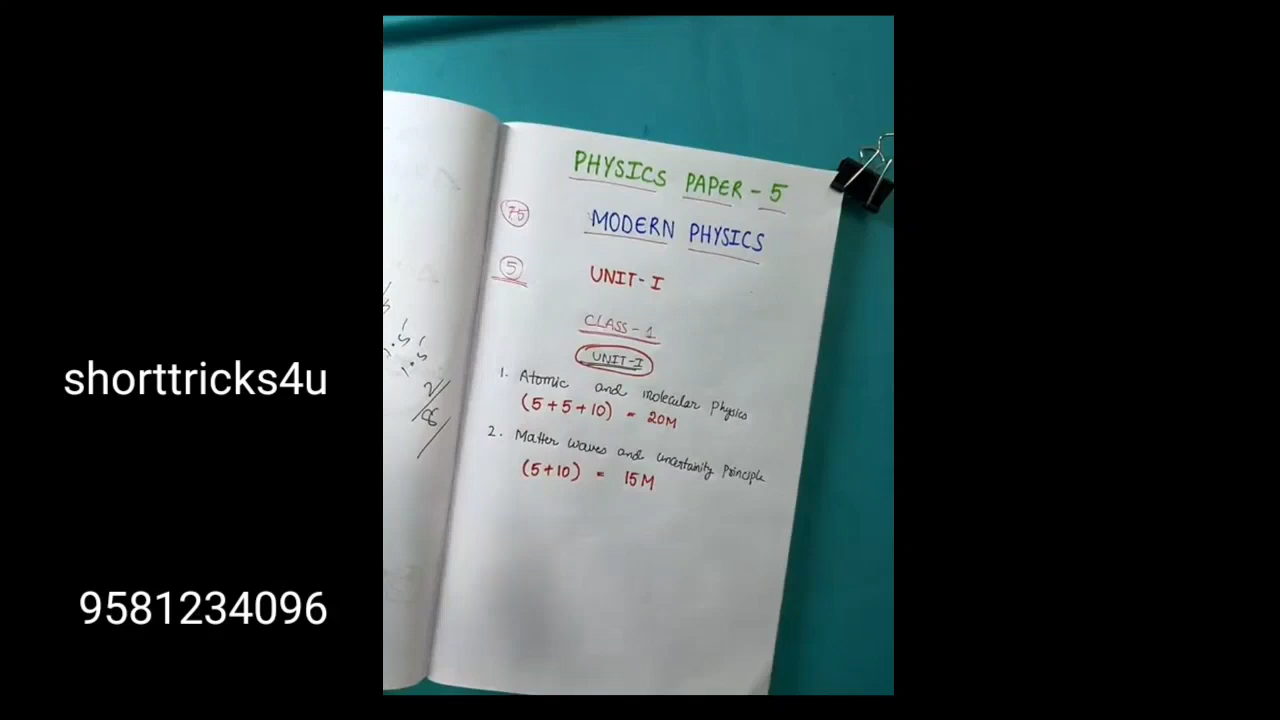 shorttricks4u
9581234096
PHYSICS PAPER - 5
75
MODERN PHYSICS
5
UNIT - I
CLASS - 1
UNIT-I
1. Atomic and molecular Physics
(5+5+10) = 20M
2. Matter waves and uncertainity Principle
(5+10) = 15M